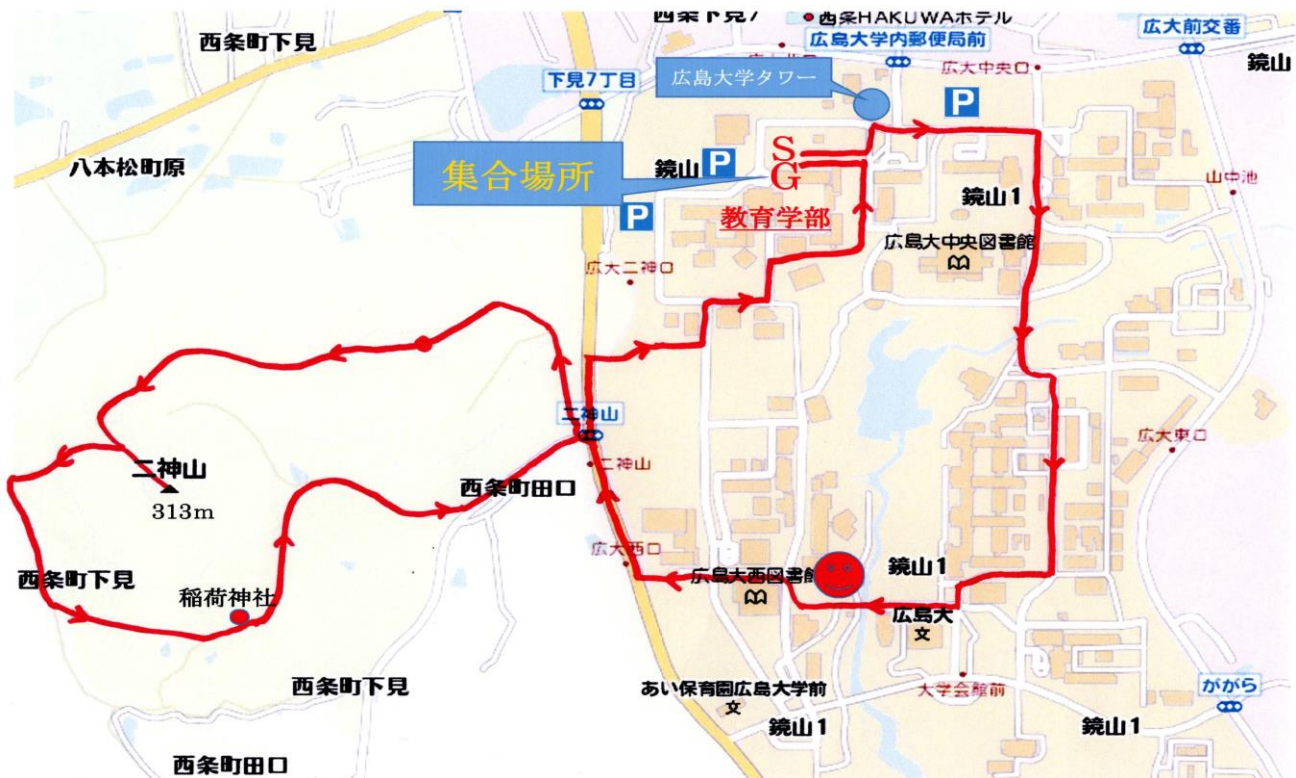 西条下見7
西条HAKUWAホテル
西条町下見
広島大学内郵便局前
広大前交番
広大中央口
鏡山
下見7丁目
広島大学タワー
P
八本松町原
集合場所
鏡山
P
S
G
P
教育学部
鏡山1
山中池
広島大中央図書館
広大二神口
二神山
二神山
広大東口
二神山
313m
西条町田口
広大西口
西条町下見
稲荷神社
広島大西図書館
鏡山1
広島大
文
西条町下見
あい保育園広島大学前
文
大学会館前
ががら
鏡山1
鏡山1
西条町田口